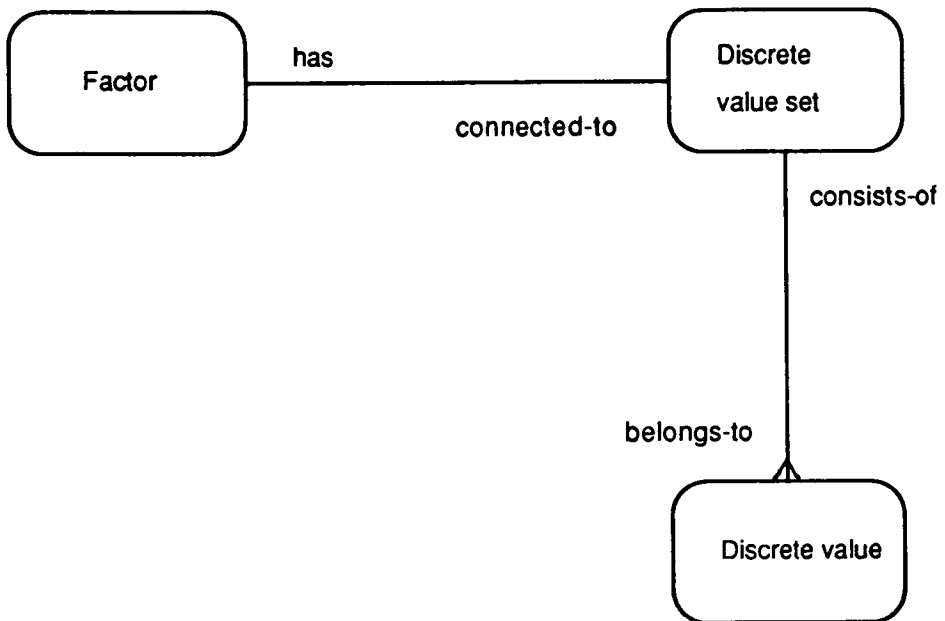 Factor
has
connected-to
Discrete
value set
consists-of
belongs-to
Discrete value